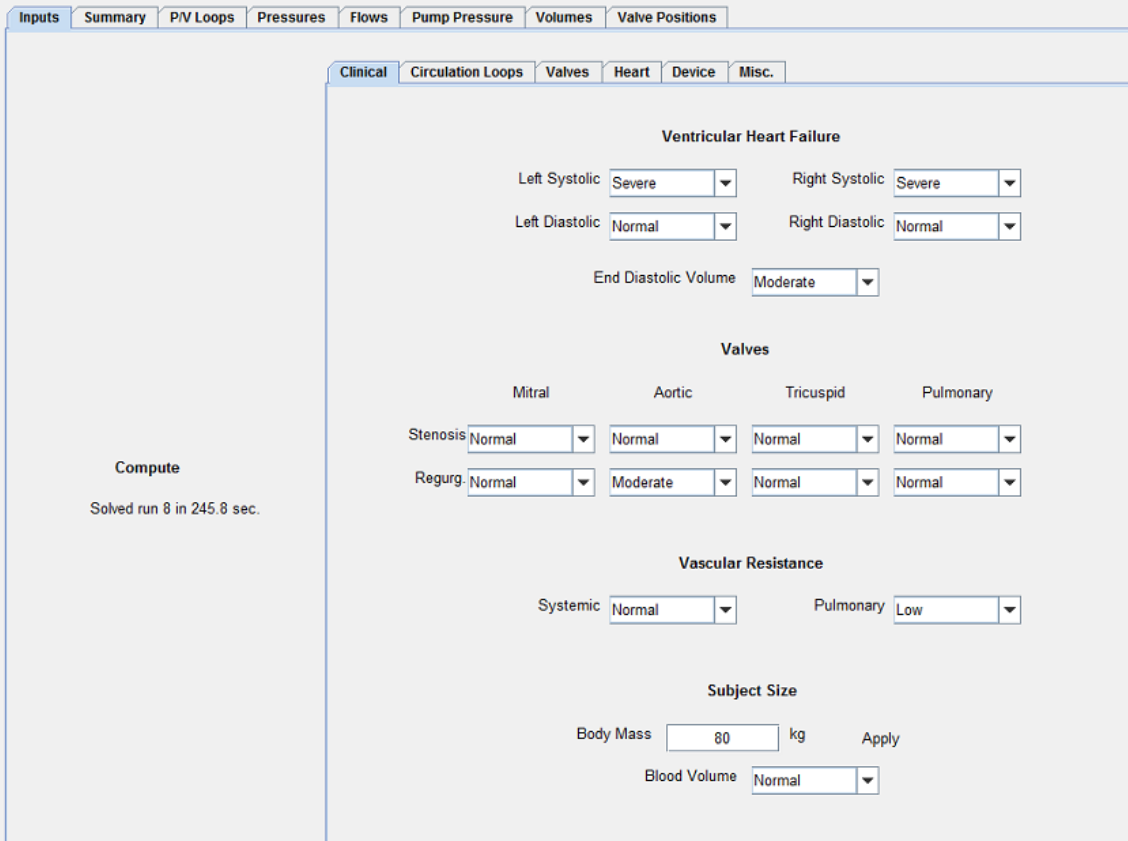 Inputs Summary P/V Loops Pressures Flows Pump Pressure Volumes Valve Positions
Clinical Circulation Loops Valves Heart Device Misc.
Ventricular Heart Failure
Left Systolic Severe Right Systolic Severe
Left Diastolic Normal Right Diastolic Normal
End Diastolic Volume Moderate
Valves
Mitral Aortic Tricuspid Pulmonary
Stenosis Normal Normal Normal Normal
Compute
Regurg. Normal Moderate Normal Normal
Solved run 8 in 245.8 sec.
Vascular Resistance
Systemic Normal Pulmonary Low
Subject Size
Body Mass 80 kg Apply
Blood Volume Normal